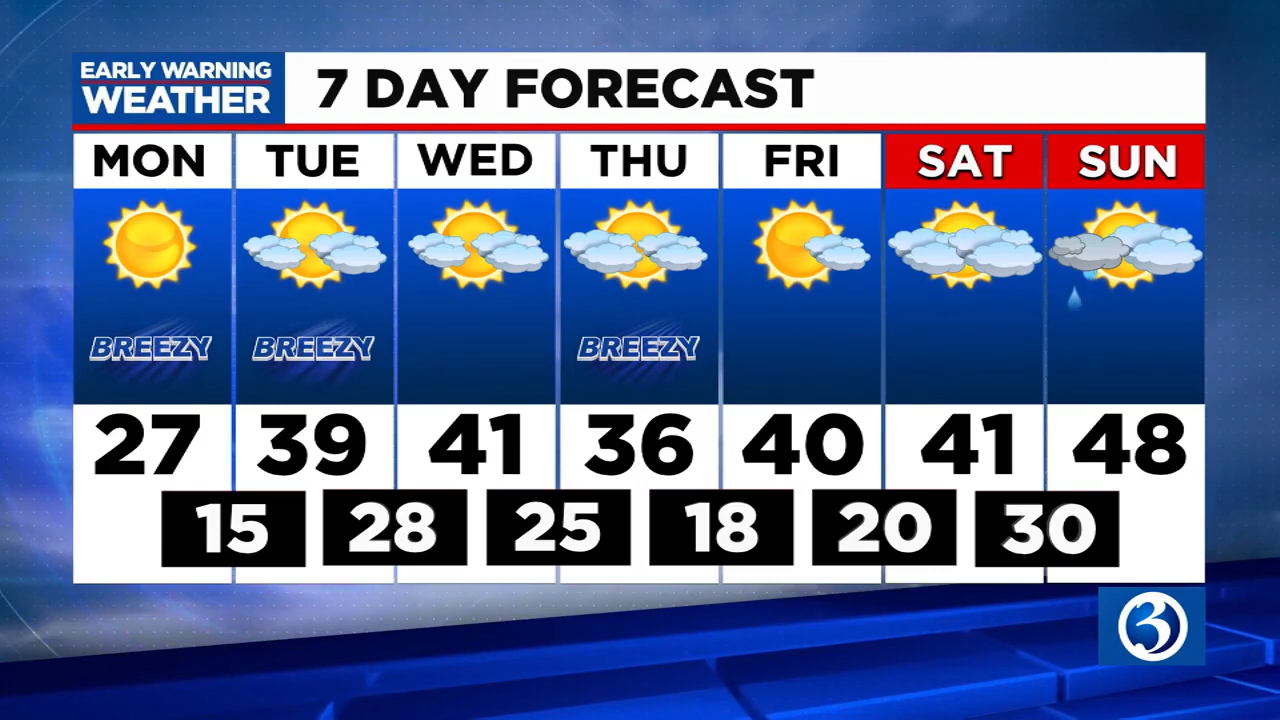 EARLY WARNING
WEATHER
7 DAY FORECAST
MON TUE WED THU FRI SAT SUN
BREEZY BREEZY BREEZY
27 39 41 36 40 41 48
15 28 25 18 20 30
3